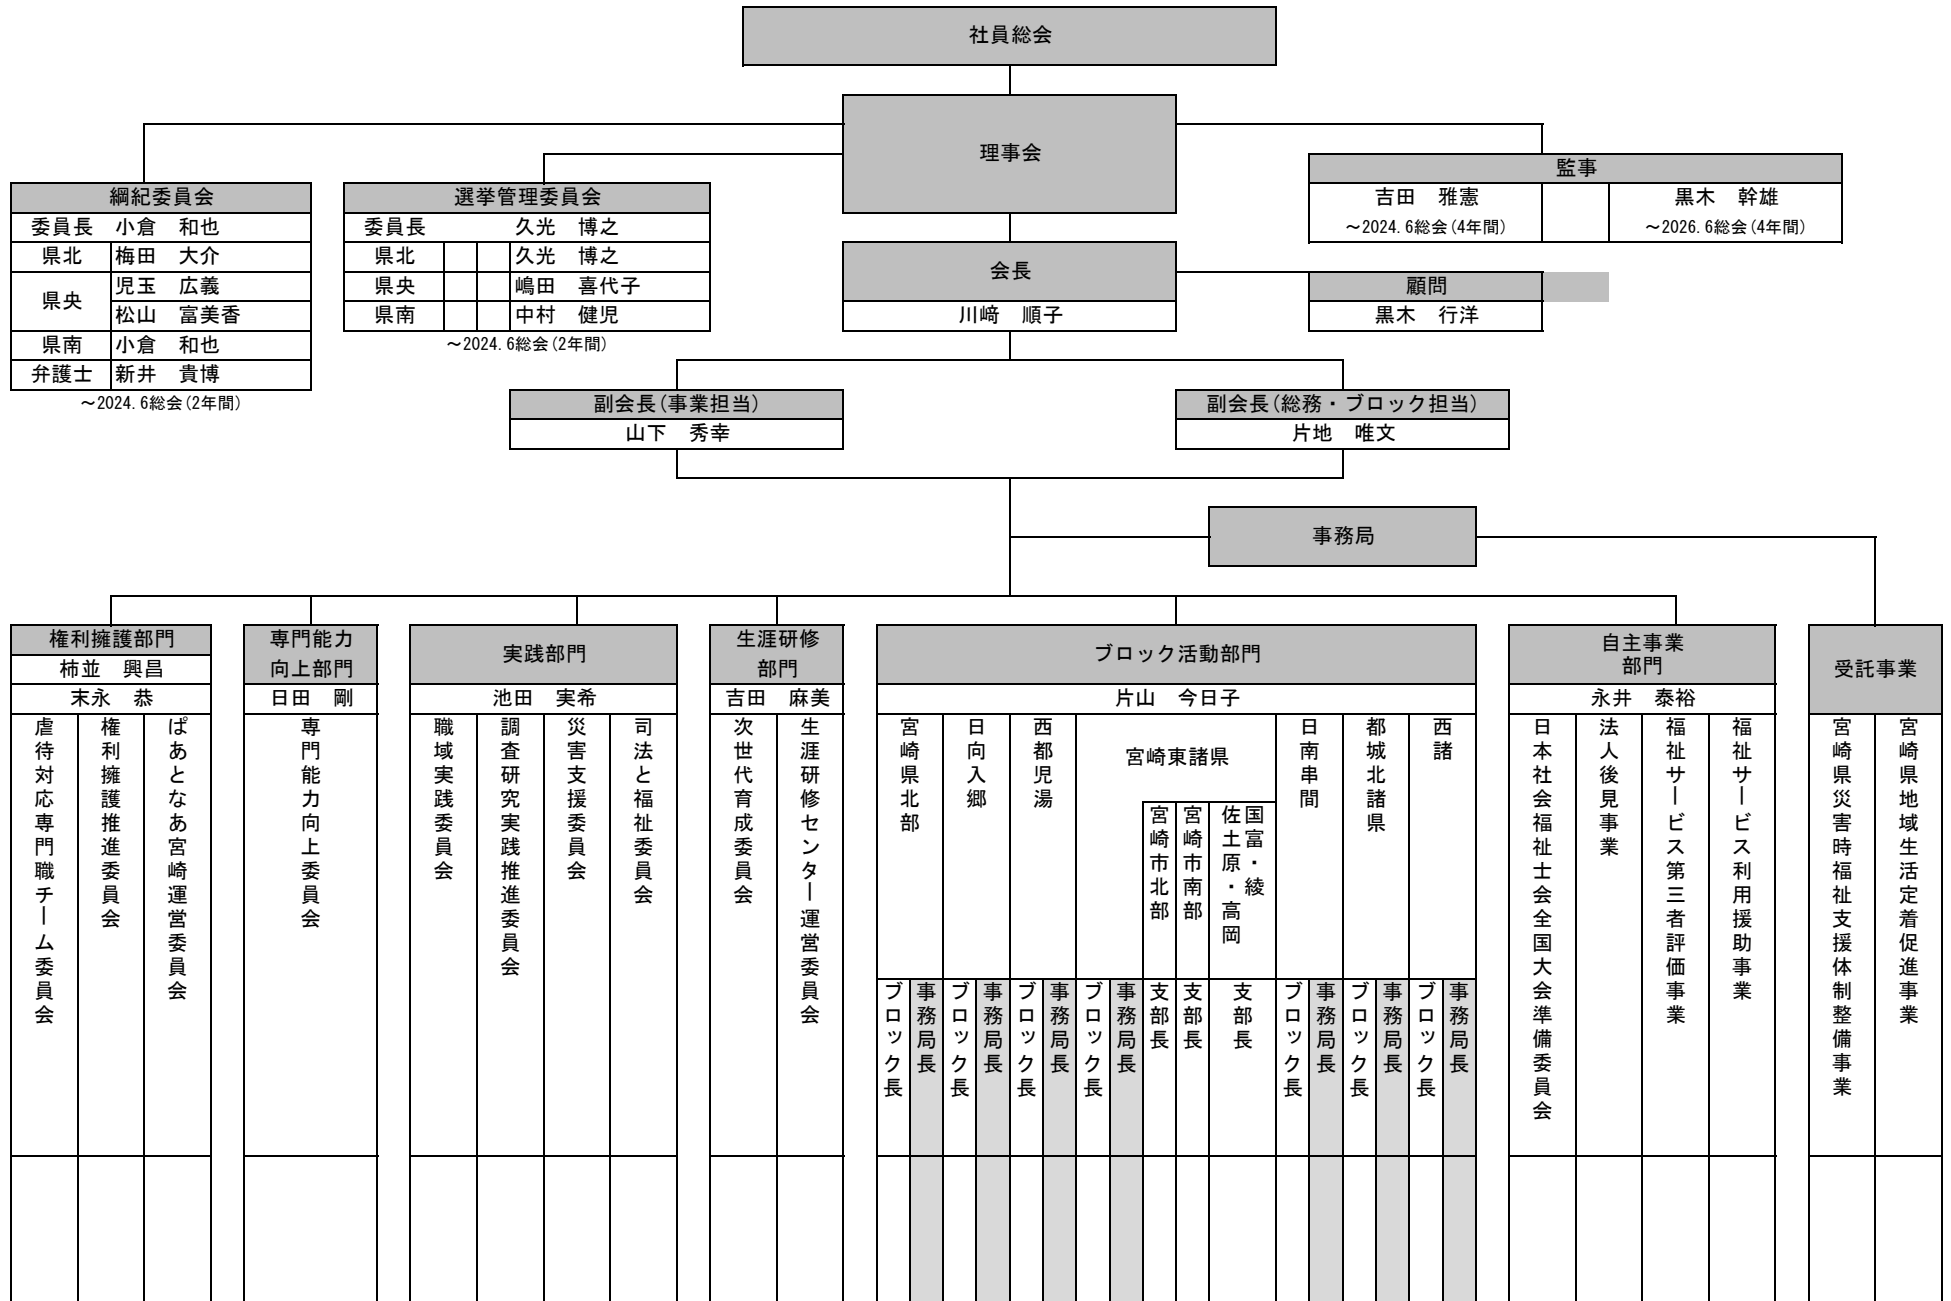 社員総会
理事会
監事
吉田　雅憲
黒木　幹雄
～2024.6総会(4年間)
～2026.6総会(4年間)
綱紀委員会
委員長　小倉　和也
県北　梅田　大介
県央　児玉　広義
松山　富美香
県南　小倉　和也
弁護士　新井　貴博
～2024.6総会(2年間)
選挙管理委員会
委員長　久光　博之
県北　久光　博之
県央　嶋田　喜代子
県南　中村　健児
～2024.6総会(2年間)
会長
川﨑　順子
顧問
黒木　行洋
副会長(事業担当)
山下　秀幸
副会長(総務・ブロック担当)
片地　唯文
事務局
権利擁護部門
柿並　興昌
末永　恭
虐待対応専門職チーム委員会
権利擁護推進委員会
ぱあとなあ宮崎運営委員会
専門能力
向上部門
日田　剛
専門能力向上委員会
実践部門
池田　実希
職域実践委員会
調査研究実践推進委員会
災害支援委員会
司法と福祉委員会
生涯研修
部門
吉田　麻美
次世代育成委員会
生涯研修センター運営委員会
ブロック活動部門
片山　今日子
宮崎県北部
日向入郷
西都児湯
宮崎東諸県
宮崎市北部
宮崎市南部
国富・綾
佐土原・高岡
日南串間
都城北諸県
西諸
ブロック長
事務局長
ブロック長
事務局長
ブロック長
事務局長
ブロック長
事務局長
支部長
支部長
支部長
ブロック長
事務局長
ブロック長
事務局長
ブロック長
事務局長
自主事業
部門
永井　泰裕
日本社会福祉士会全国大会準備委員会
法人後見事業
福祉サービス第三者評価事業
福祉サービス利用援助事業
受託事業
宮崎県災害時福祉支援体制整備事業
宮崎県地域生活定着促進事業